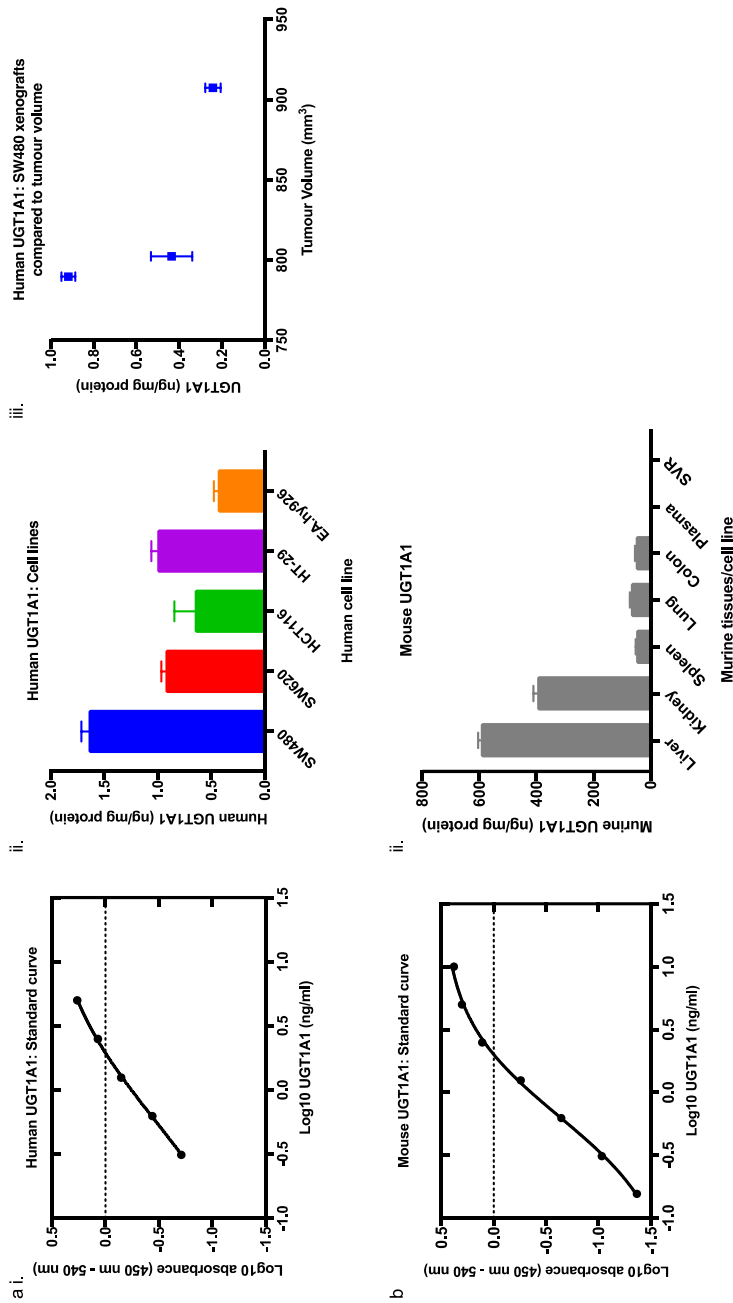 a i.
Human UGT1A1: Standard curve
Log10 absorbance (450 nm - 540 nm)
0.5
0.0
-0.5
-1.0
-1.5
-1.0
-0.5
0.0
0.5
1.0
1.5
Log10 UGT1A1 (ng/ml)
ii.
Human UGT1A1: Cell lines
Human UGT1A1 (ng/mg protein)
2.0
1.5
1.0
0.5
0.0
SW480
SW620
HCT116
HT-29
EA.hy926
Human cell line
iii.
Human UGT1A1: SW480 xenografts
compared to tumour volume
UGT1A1 (ng/mg protein)
1.0
0.8
0.6
0.4
0.2
0.0
750
800
850
900
950
Tumour Volume (mm³)
b
Mouse UGT1A1: Standard curve
Log10 absorbance (450 nm - 540 nm)
0.5
0.0
-0.5
-1.0
-1.5
-1.0
-0.5
0.0
0.5
1.0
1.5
Log10 UGT1A1 (ng/ml)
ii.
Mouse UGT1A1
Murine UGT1A1 (ng/mg protein)
800
600
400
200
0
Liver
Kidney
Spleen
Lung
Colon
Plasma
SVR
Murine tissues/cell line